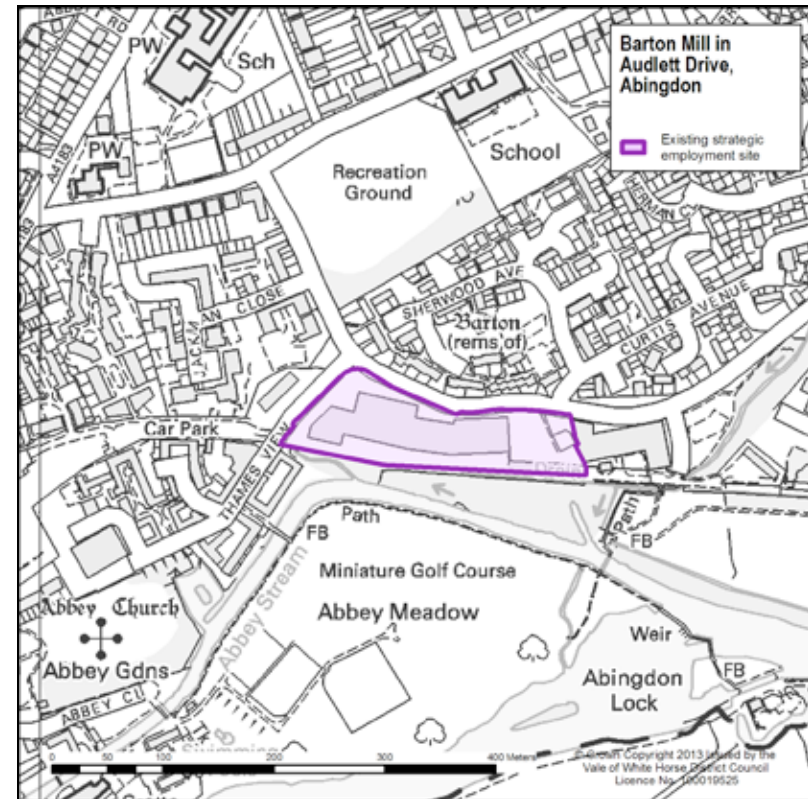 ABBEY RD
PW
Sch
Barton Mill in
Audlett Drive,
Abingdon
Existing strategic
employment site
PW
A4183
School
Recreation
Ground
SHERWOOD AVE
Barton
(rems of)
CURTIS AVENUE
CLOSE
Car Park
THAMES VIEW
Path
Path
FB
FB
Miniature Golf Course
Abbey Stream
Abbey Meadow
Abbey Church
Weir
Abbey Gdns
FB
Abingdon
Lock
0 50 100 200 300 400 Meters
© Crown Copyright 2013 Issued by the
Vale of White Horse District Council
Licence No. 100019525